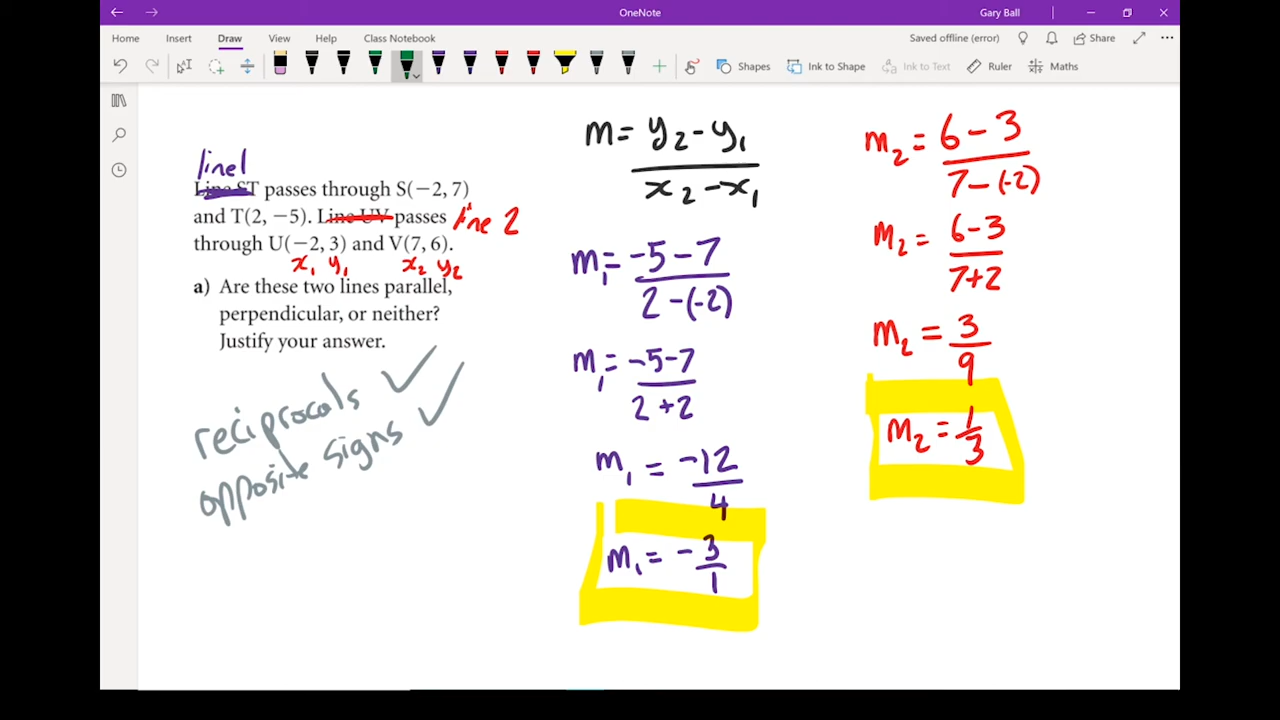 OneNote
Gary Ball
Home Insert Draw View Help Class Notebook
Saved offline (error) Share
Shapes Ink to Shape Ink to Text Ruler Maths
line1
Line ST passes through S(−2, 7)
and T(2, −5). Line UV passes line 2
through U(−2, 3) and V(7, 6).
x₁ y₁ x₂ y₂
a) Are these two lines parallel,
perpendicular, or neither?
Justify your answer.
reciprocals ✓
opposite signs ✓
m = y₂ - y₁
x₂ - x₁
m₁ = -5 - 7
2 - (-2)
m₁ = -5-7
2 + 2
m₁ = -12
4
m₁ = - 3
1
m₂ = 6 - 3
7 - (-2)
m₂ = 6 - 3
7+2
m₂ = 3
9
m₂ = 1
3